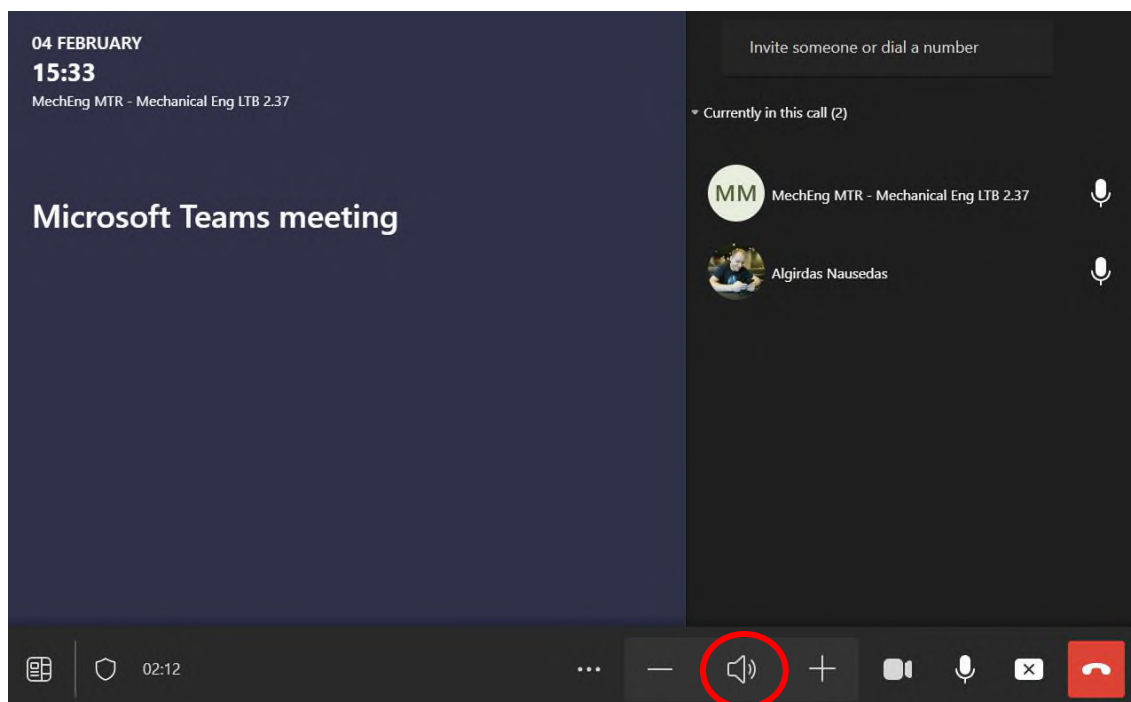 04 FEBRUARY
15:33
MechEng MTR - Mechanical Eng LTB 2.37
Microsoft Teams meeting
Invite someone or dial a number
Currently in this call (2)
MM MechEng MTR - Mechanical Eng LTB 2.37
Algirdas Nausedas
02:12